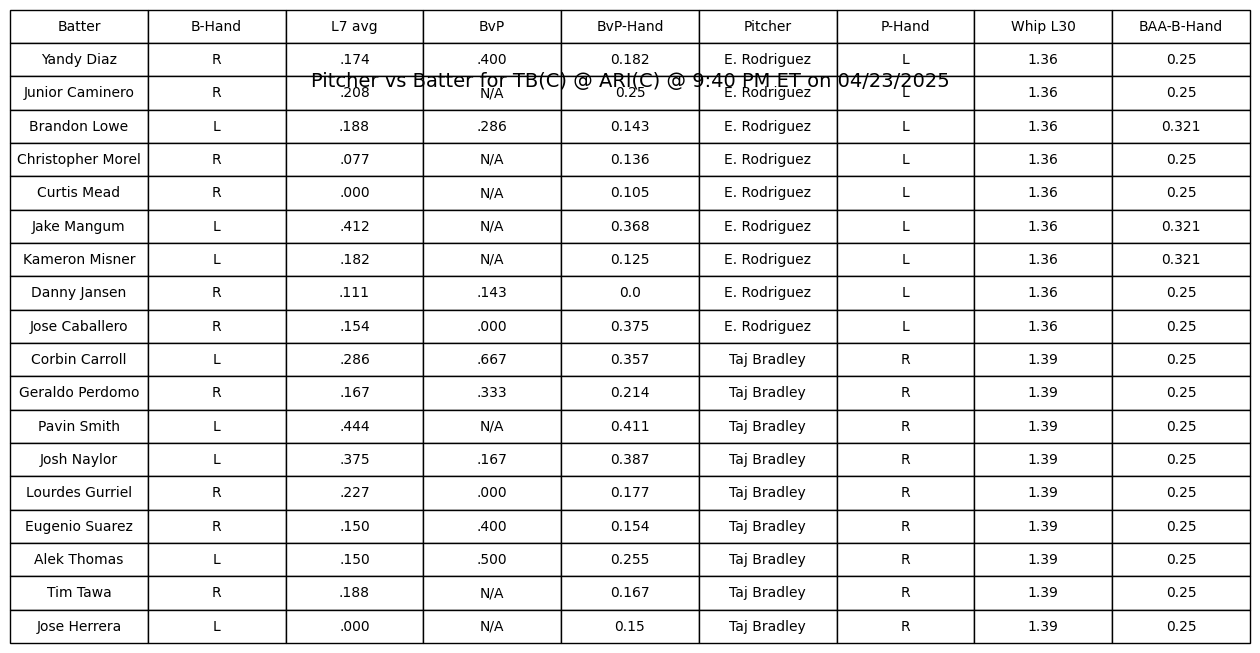 Batter B-Hand L7 avg BvP BvP-Hand Pitcher P-Hand Whip L30 BAA-B-Hand
Yandy Diaz R .174 .400 0.182 E. Rodriguez L 1.36 0.25
Pitcher vs Batter for TB(C) @ ARI(C) @ 9:40 PM ET on 04/23/2025
Junior Caminero R .208 N/A 0.25 E. Rodriguez L 1.36 0.25
Brandon Lowe L .188 .286 0.143 E. Rodriguez L 1.36 0.321
Christopher Morel R .077 N/A 0.136 E. Rodriguez L 1.36 0.25
Curtis Mead R .000 N/A 0.105 E. Rodriguez L 1.36 0.25
Jake Mangum L .412 N/A 0.368 E. Rodriguez L 1.36 0.321
Kameron Misner L .182 N/A 0.125 E. Rodriguez L 1.36 0.321
Danny Jansen R .111 .143 0.0 E. Rodriguez L 1.36 0.25
Jose Caballero R .154 .000 0.375 E. Rodriguez L 1.36 0.25
Corbin Carroll L .286 .667 0.357 Taj Bradley R 1.39 0.25
Geraldo Perdomo R .167 .333 0.214 Taj Bradley R 1.39 0.25
Pavin Smith L .444 N/A 0.411 Taj Bradley R 1.39 0.25
Josh Naylor L .375 .167 0.387 Taj Bradley R 1.39 0.25
Lourdes Gurriel R .227 .000 0.177 Taj Bradley R 1.39 0.25
Eugenio Suarez R .150 .400 0.154 Taj Bradley R 1.39 0.25
Alek Thomas L .150 .500 0.255 Taj Bradley R 1.39 0.25
Tim Tawa R .188 N/A 0.167 Taj Bradley R 1.39 0.25
Jose Herrera L .000 N/A 0.15 Taj Bradley R 1.39 0.25